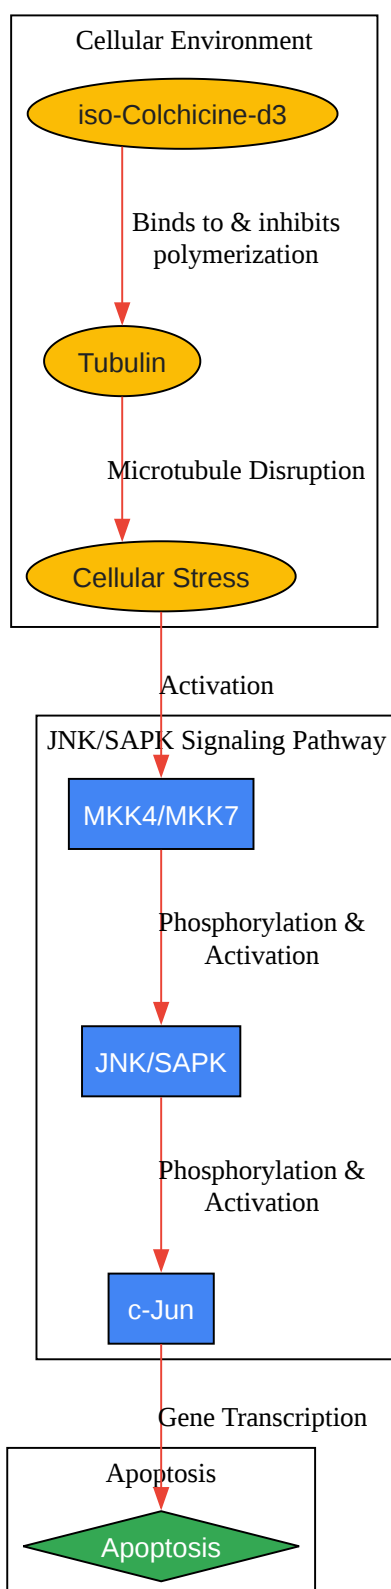 Cellular Environment
iso-Colchicine-d3
Binds to & inhibits
polymerization
Tubulin
Microtubule Disruption
Cellular Stress
Activation
JNK/SAPK Signaling Pathway
MKK4/MKK7
Phosphorylation &
Activation
JNK/SAPK
Phosphorylation &
Activation
c-Jun
Gene Transcription
Apoptosis
Apoptosis